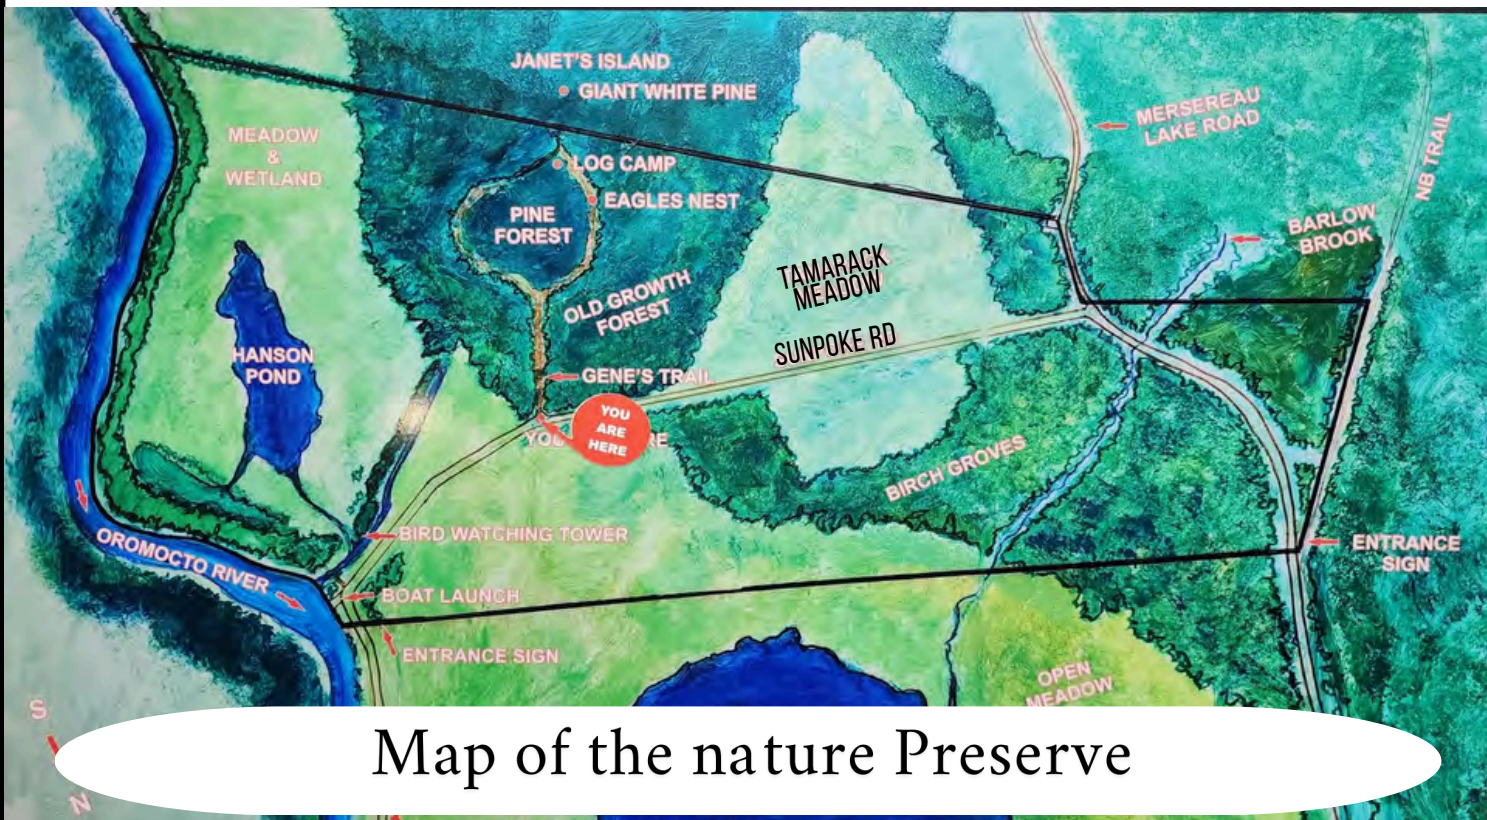 JANET'S ISLAND
GIANT WHITE PINE
MEADOW
&
WETLAND
MERSEREAU
LAKE ROAD
NB TRAIL
LOG CAMP
EAGLES NEST
PINE
FOREST
BARLOW
BROOK
TAMARACK
MEADOW
OLD GROWTH
FOREST
SUNPOKE RD
HANSON
POND
GENE'S TRAIL
YOU
ARE
HERE
YOU RE
BIRCH GROVES
BIRD WATCHING TOWER
OROMOCTO RIVER
ENTRANCE
SIGN
BOAT LAUNCH
ENTRANCE SIGN
OPEN
MEADOW
S
N
Map of the nature Preserve